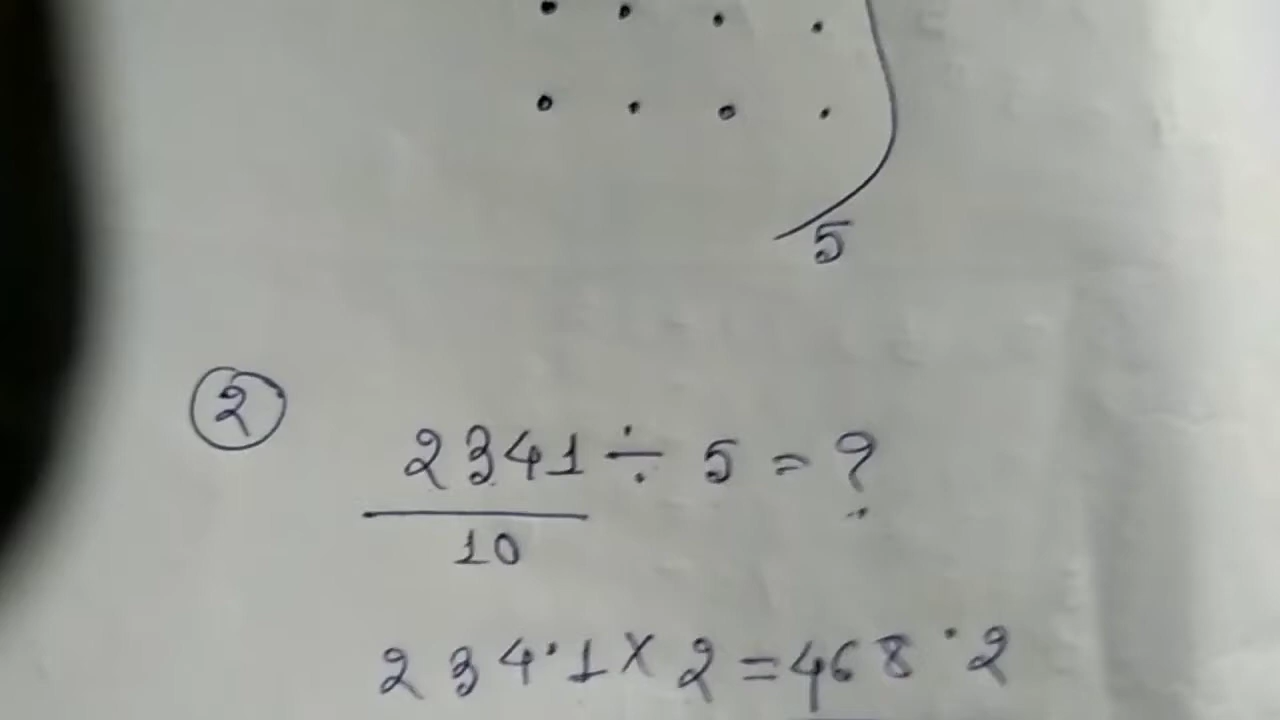 5
2
2341 ÷ 5 = ?
10
234.1 x 2 = 468.2